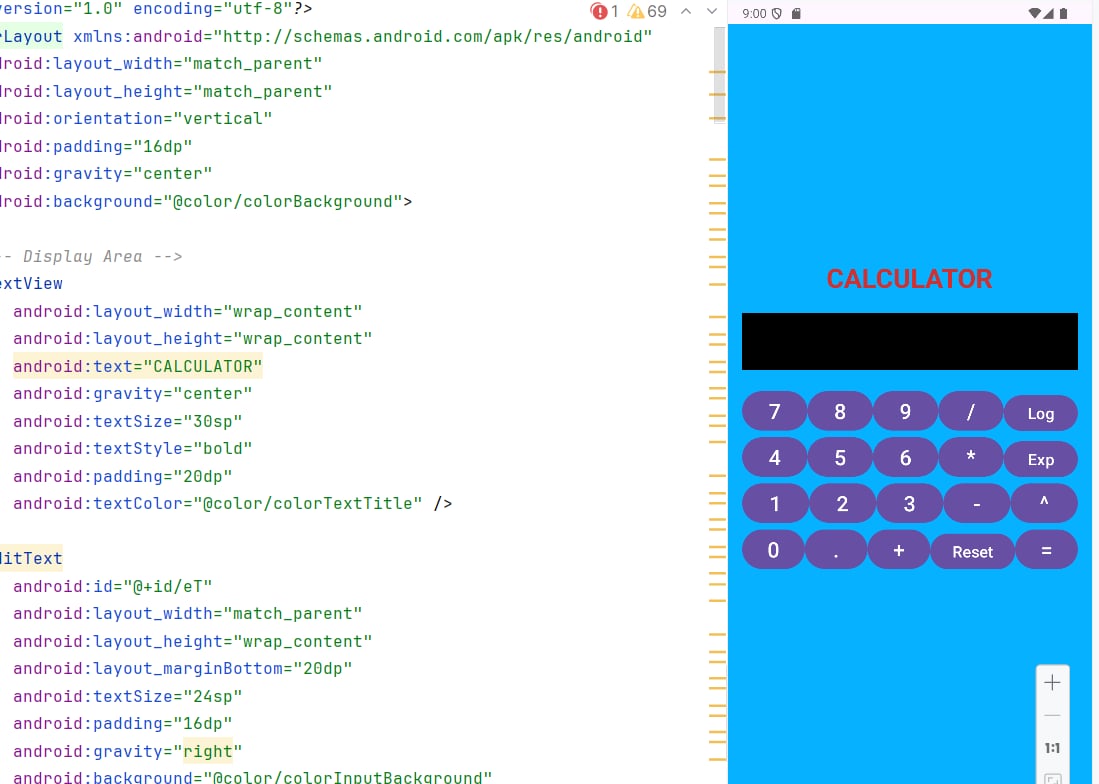 version="1.0" encoding="utf-8"?>
1 69
rLayout xmlns:android="http://schemas.android.com/apk/res/android"
droid:layout_width="match_parent"
droid:layout_height="match_parent"
droid:orientation="vertical"
droid:padding="16dp"
droid:gravity="center"
droid:background="@color/colorBackground">
-- Display Area -->
extView
android:layout_width="wrap_content"
android:layout_height="wrap_content"
android:text="CALCULATOR"
android:gravity="center"
android:textSize="30sp"
android:textStyle="bold"
android:padding="20dp"
android:textColor="@color/colorTextTitle" />
ditText
android:id="@+id/eT"
android:layout_width="match_parent"
android:layout_height="wrap_content"
android:layout_marginBottom="20dp"
android:textSize="24sp"
android:padding="16dp"
android:gravity="right"
android:background="@color/colorInputBackground"
9:00
CALCULATOR
7 8 9 / Log
4 5 6 * Exp
1 2 3 - ^
0 . + Reset =
1:1